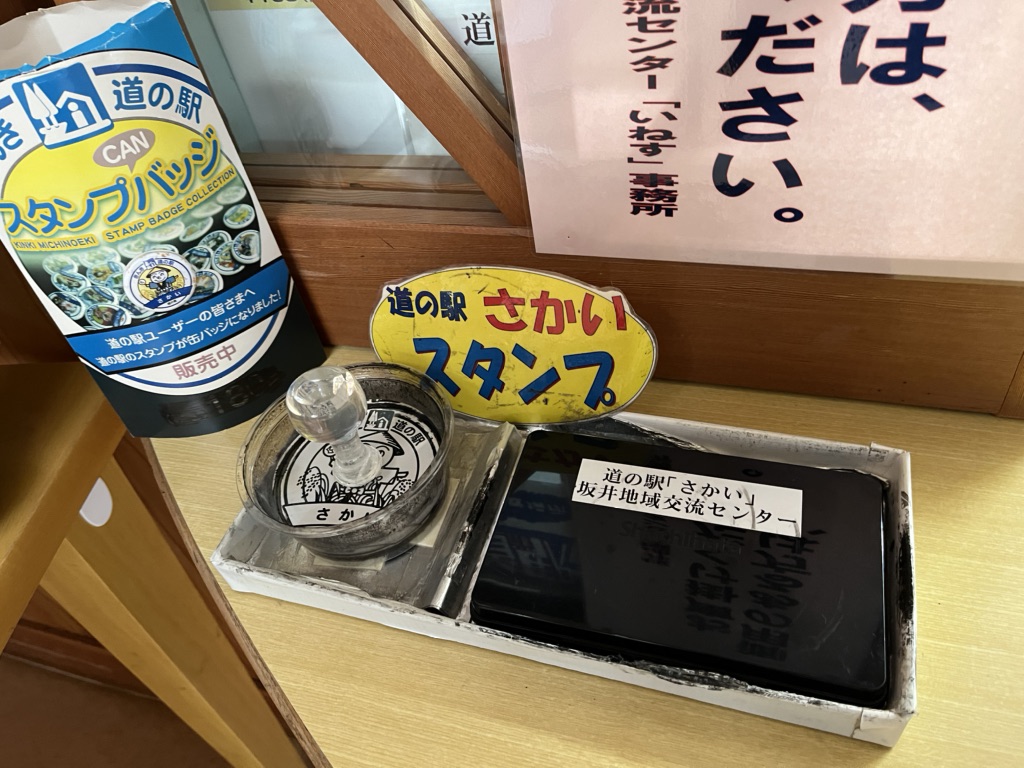 道の駅
CAN
スタンプバッジ
KINKI MICHINOEKI STAMP BADGE COLLECTION
さかい
道の駅ユーザーの皆さまへ
道の駅のスタンプが缶バッジになりました!
販売中
道
は、
ださい。
流センター「いねす」事務所
道の駅 さかい
スタンプ
道の駅
さか
道の駅「さかい」
坂井地域交流センター